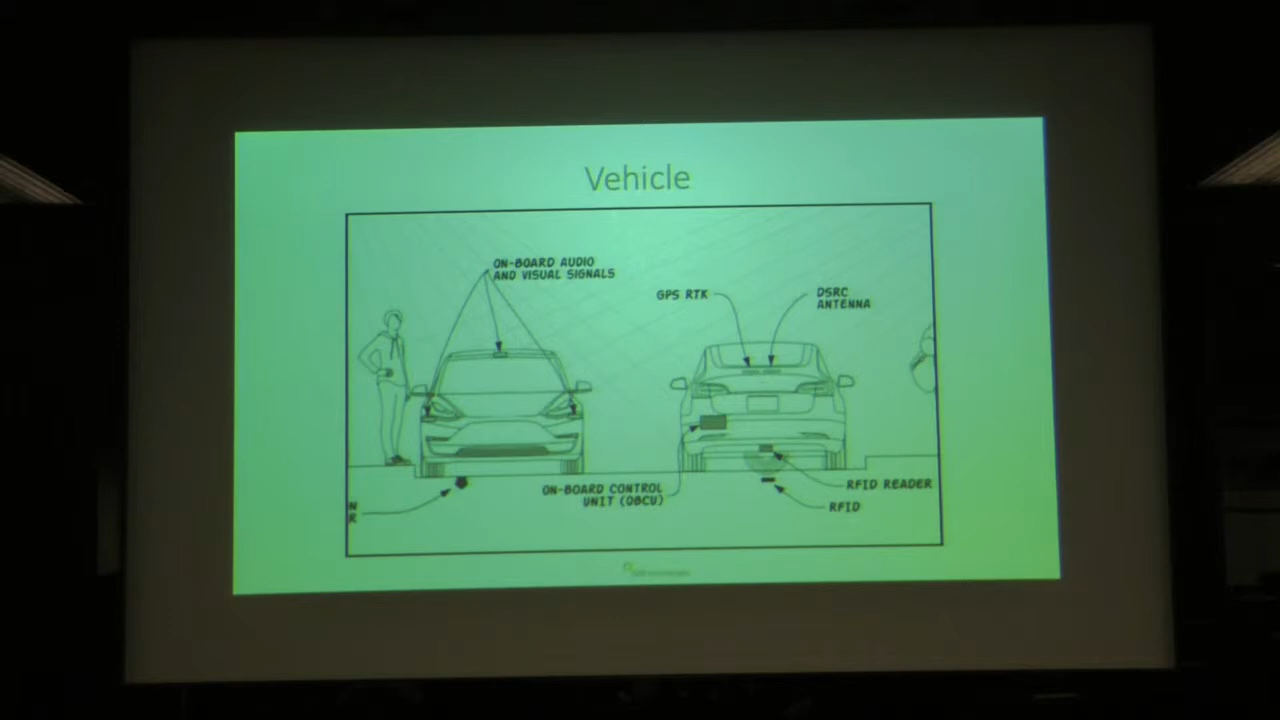 Vehicle
ON-BOARD AUDIO
AND VISUAL SIGNALS
GPS RTK
DSRC
ANTENNA
ON-BOARD CONTROL
UNIT (OBCU)
RFID READER
RFID
N
R